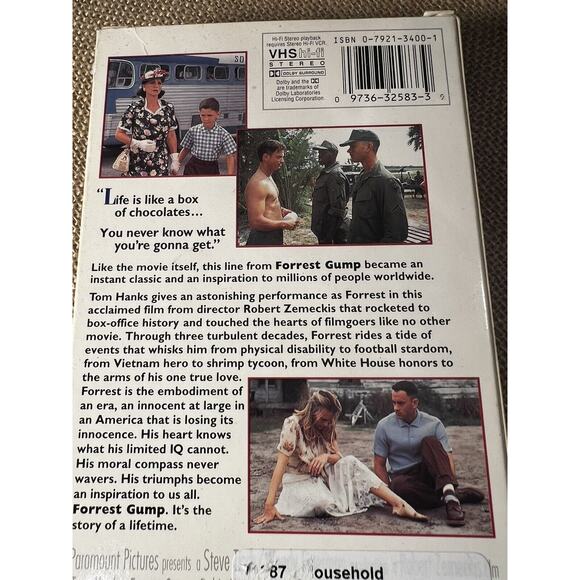 SO
Hi-Fi Stereo playback
requires Stereo Hi-Fi VCR.
VHS hi-fi
STEREO
DOLBY SURROUND
Dolby and the
are trademarks of
Dolby Laboratories
Licensing Corporation.
ISBN 0-7921-3400-1
0 9736-32583-3
"Life is like a box
of chocolates...
You never know what
you're gonna get."
Like the movie itself, this line from Forrest Gump became an
instant classic and an inspiration to millions of people worldwide.
Tom Hanks gives an astonishing performance as Forrest in this
acclaimed film from director Robert Zemeckis that rocketed to
box-office history and touched the hearts of filmgoers like no other
movie. Through three turbulent decades, Forrest rides a tide of
events that whisks him from physical disability to football stardom,
from Vietnam hero to shrimp tycoon, from White House honors to
the arms of his one true love.
Forrest is the embodiment of
an era, an innocent at large in
an America that is losing its
innocence. His heart knows
what his limited IQ cannot.
His moral compass never
wavers. His triumphs become
an inspiration to us all.
Forrest Gump. It's the
story of a lifetime.
Paramount Pictures presents a Steve
87 ousehold